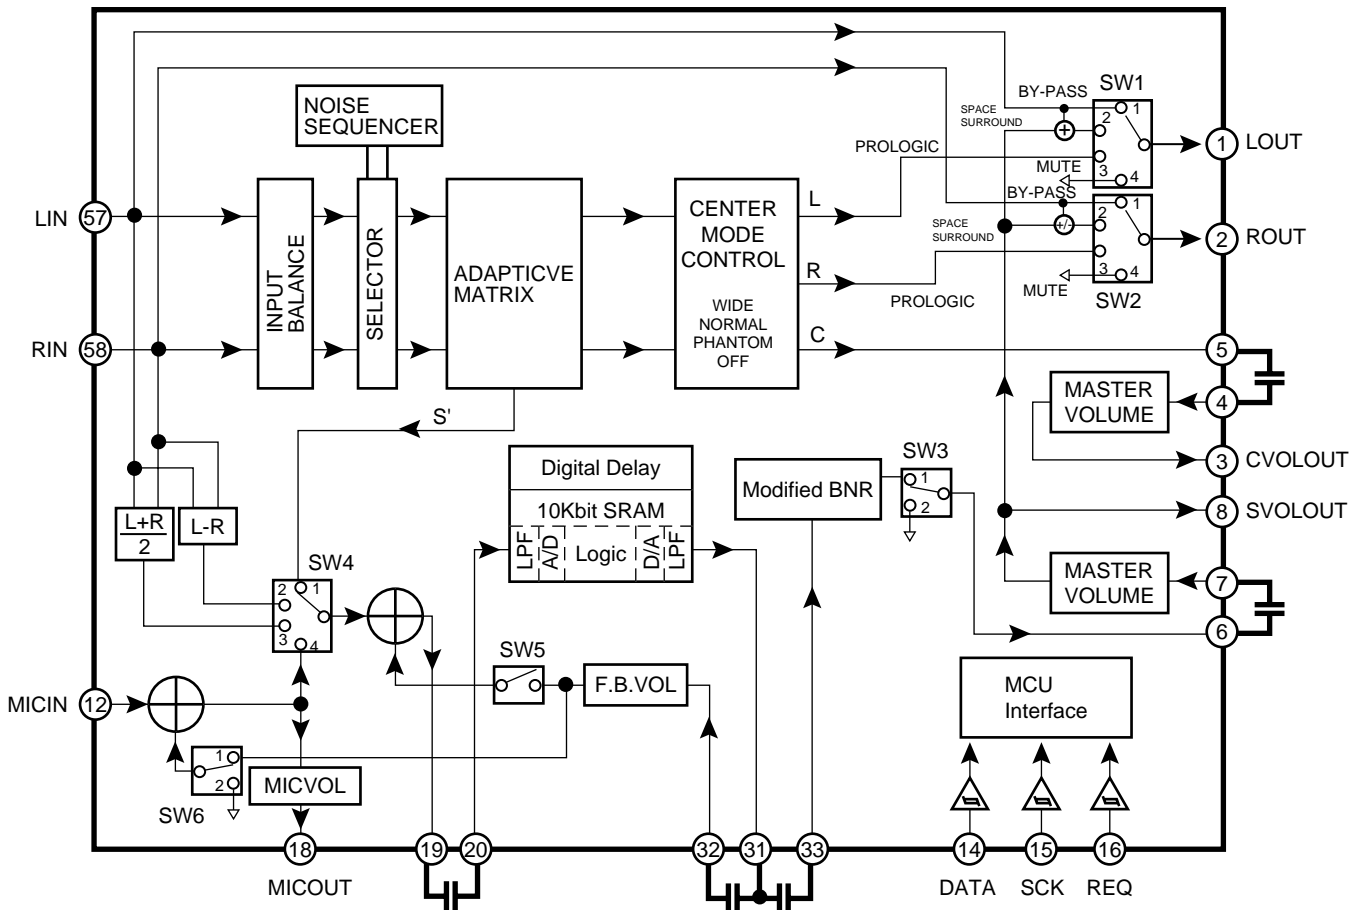 SW1
BY-PASS
1
SPACE
SURROUND
2
+
NOISE
SEQUENCER
PROLOGIC
3
MUTE
4
1
LOUT
BY-PASS
1
2
SPACE
SURROUND
+/-
3
4
MUTE
SW2
2
ROUT
PROLOGIC
LIN
57
RIN
58
INPUT
BALANCE
SELECTOR
ADAPTICVE
MATRIX
CENTER
MODE
CONTROL
WIDE
NORMAL
PHANTOM
OFF
L
R
C
5
MASTER
VOLUME
4
3
CVOLOUT
8
SVOLOUT
MASTER
VOLUME
7
6
S'
Digital Delay
10Kbit SRAM
LPF
A/D
Logic
D/A
LPF
Modified BNR
SW3
1
2
L+R
2
L-R
SW4
2
1
3
4
SW5
F.B.VOL
MICIN
12
1
2
SW6
MICVOL
MCU
Interface
18
MICOUT
19
20
32
31
33
14
15
16
DATA
SCK
REQ